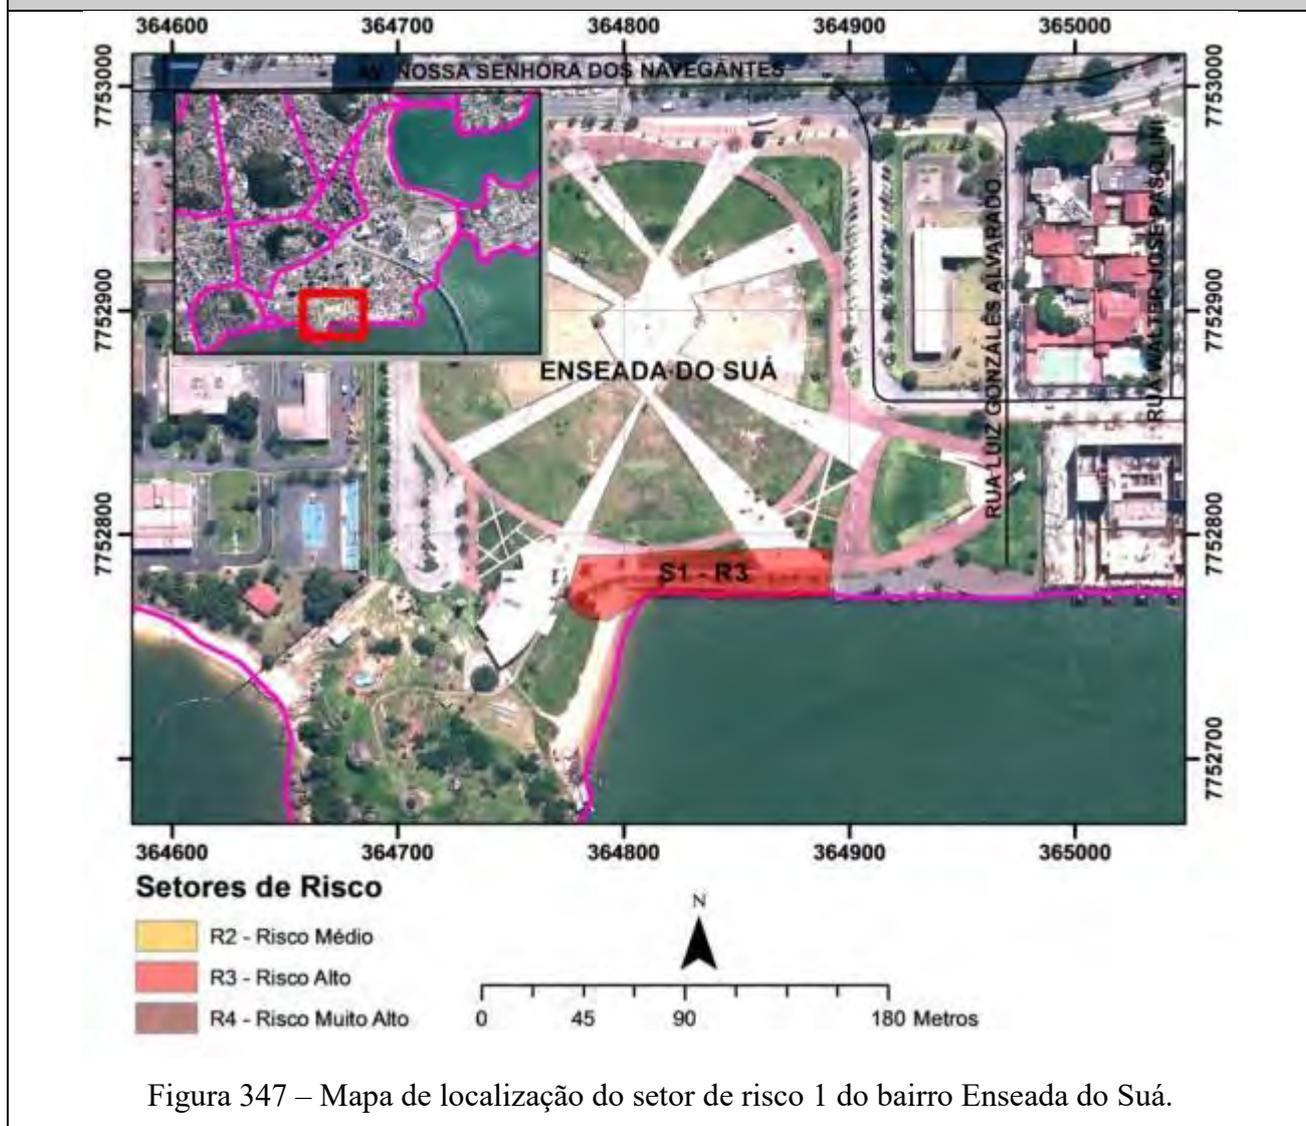 364600 364700 364800 364900 365000
7753000 7753000
AV. NOSSA SENHORA DOS NAVEGANTES
7752900 7752900
ENSEADA DO SUÁ
RUA LUIZ GONZÁLES ALVARADO
RUA WALTER JOSÉ PASOLINI
7752800 7752800
S1 - R3
7752700
364600 364700 364800 364900 365000
Setores de Risco
R2 - Risco Médio
R3 - Risco Alto
R4 - Risco Muito Alto
N
0 45 90 180 Metros
Figura 347 – Mapa de localização do setor de risco 1 do bairro Enseada do Suá.